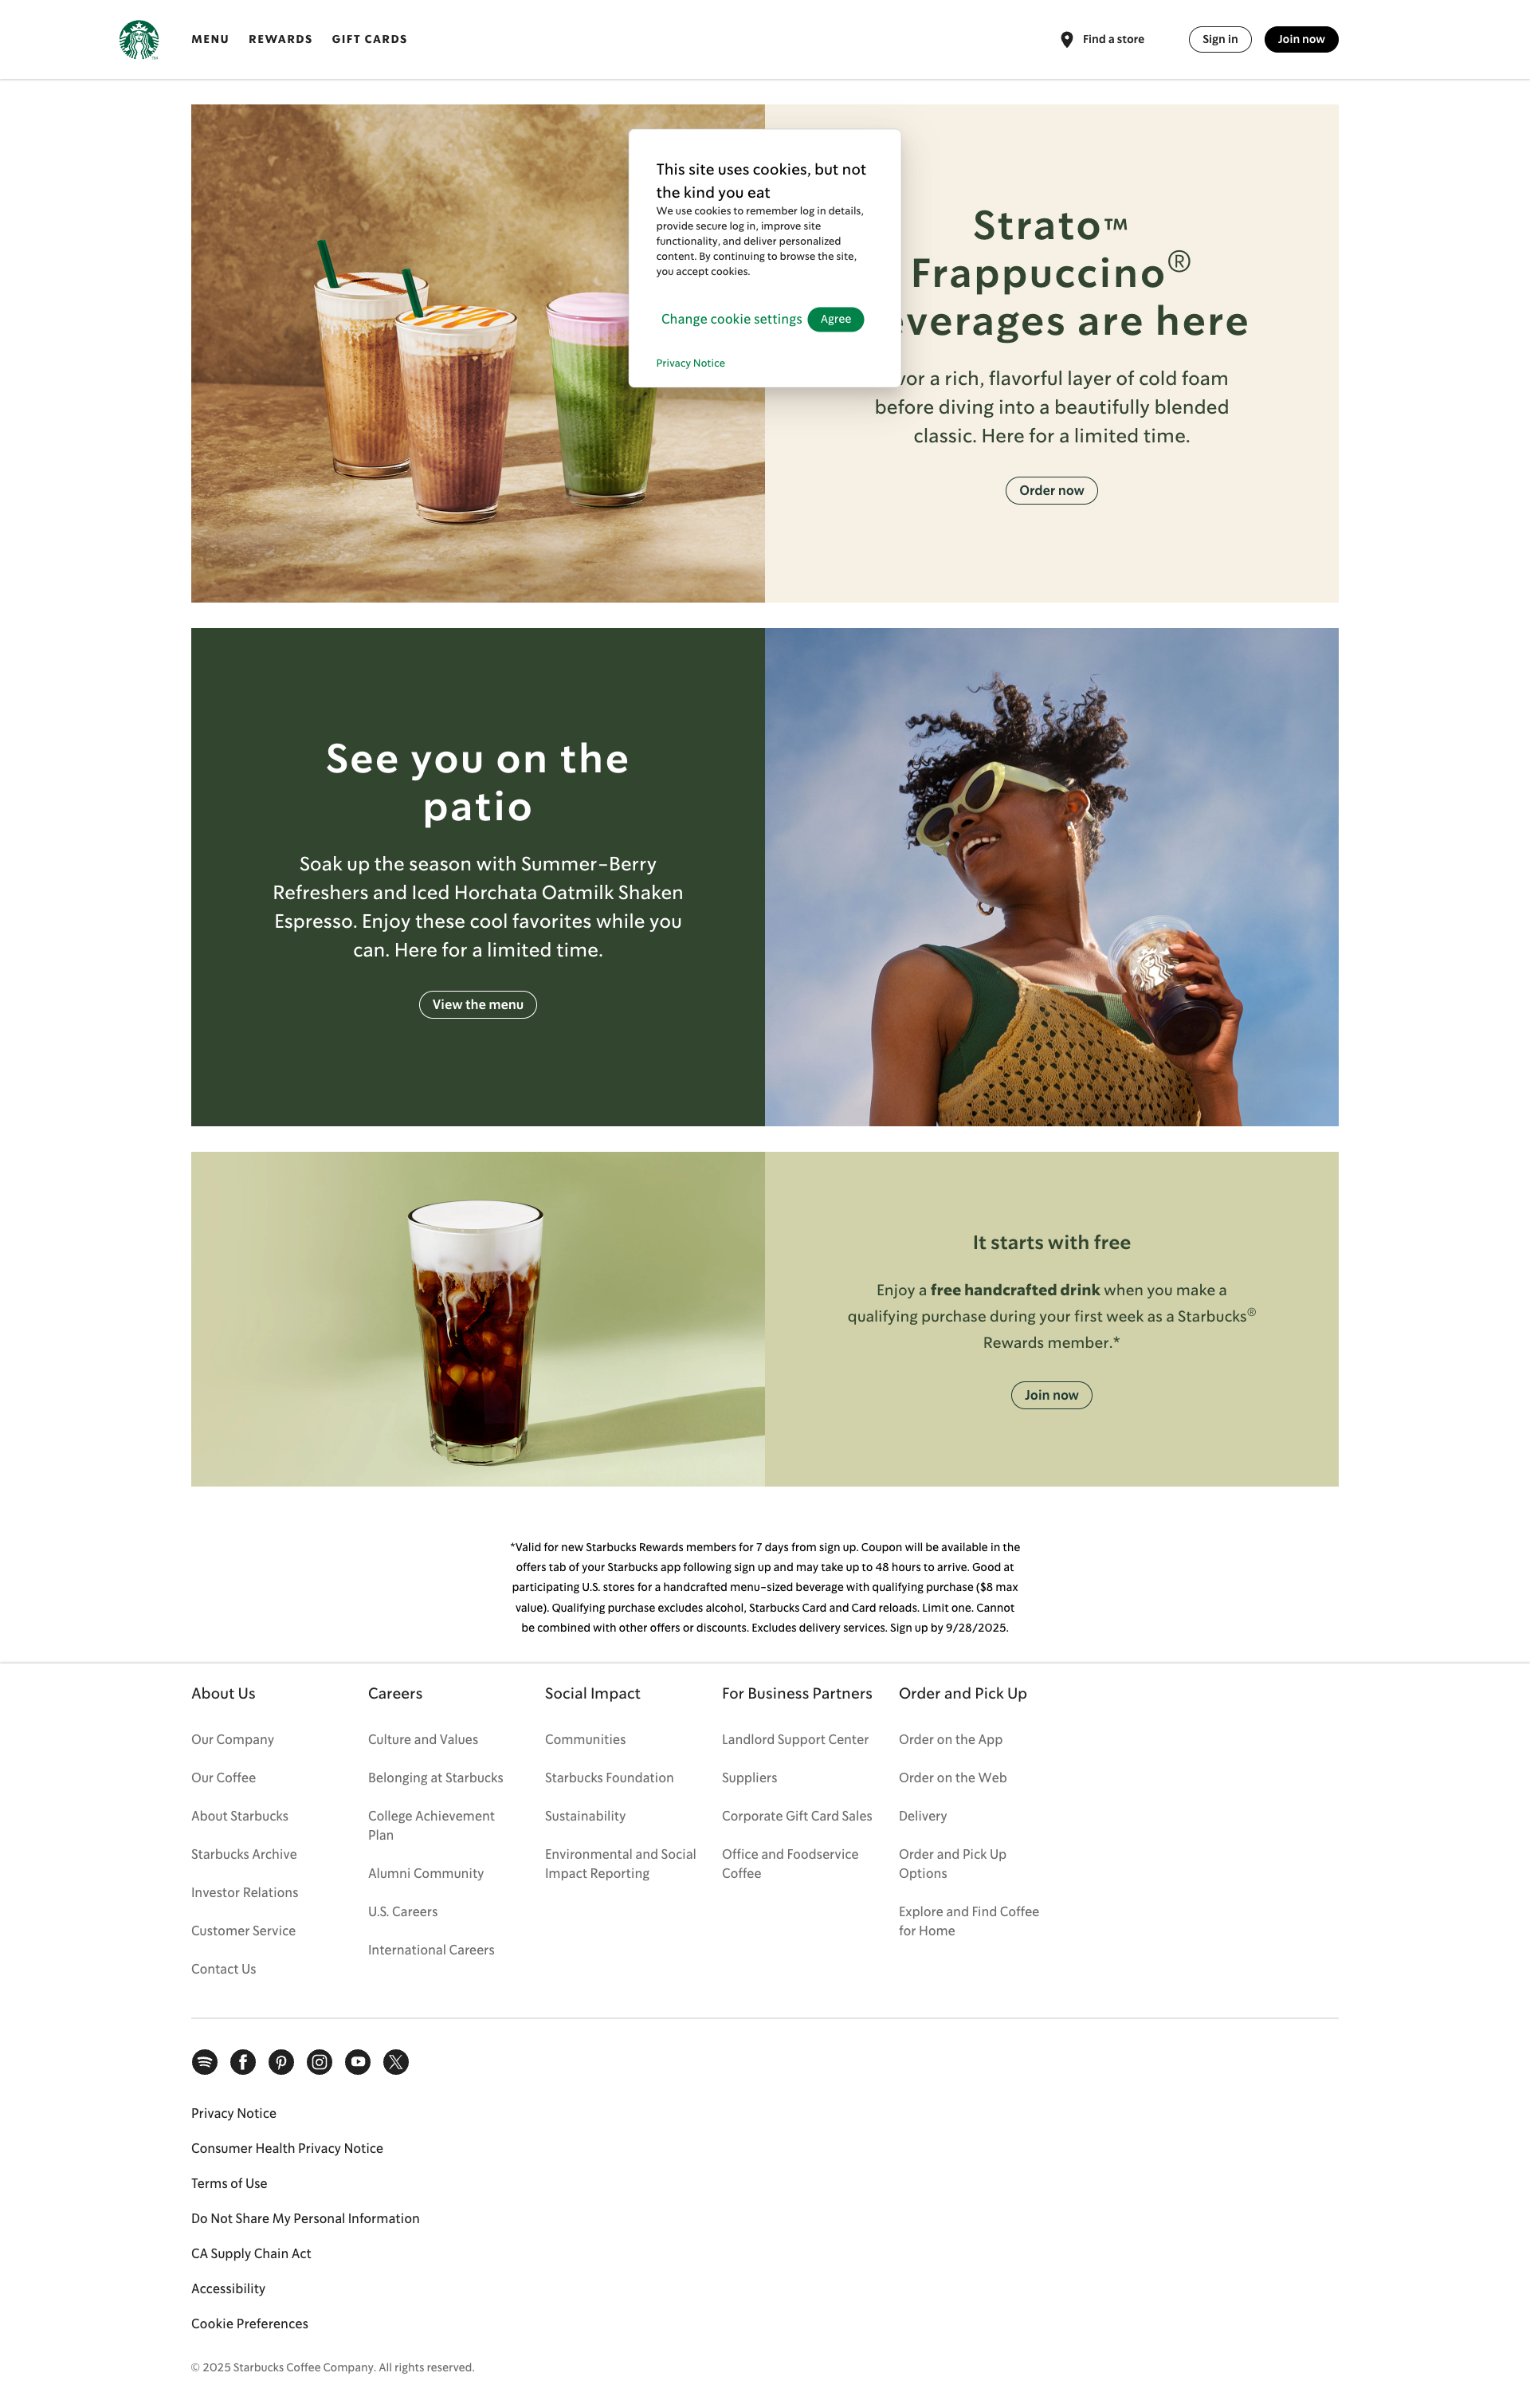 MENU
REWARDS
GIFT CARDS
Find a store
Sign in
Join now
This site uses cookies, but not
the kind you eat
We use cookies to remember log in details,
provide secure log in, improve site
functionality, and deliver personalized
content. By continuing to browse the site,
you accept cookies.
Change cookie settings
Agree
Privacy Notice
Strato™
Frappuccino®
everages are here
vor a rich, flavorful layer of cold foam
before diving into a beautifully blended
classic. Here for a limited time.
Order now
See you on the
patio
Soak up the season with Summer-Berry
Refreshers and Iced Horchata Oatmilk Shaken
Espresso. Enjoy these cool favorites while you
can. Here for a limited time.
View the menu
It starts with free
Enjoy a free handcrafted drink when you make a
qualifying purchase during your first week as a Starbucks®
Rewards member.*
Join now
*Valid for new Starbucks Rewards members for 7 days from sign up. Coupon will be available in the
offers tab of your Starbucks app following sign up and may take up to 48 hours to arrive. Good at
participating U.S. stores for a handcrafted menu-sized beverage with qualifying purchase ($8 max
value). Qualifying purchase excludes alcohol, Starbucks Card and Card reloads. Limit one. Cannot
be combined with other offers or discounts. Excludes delivery services. Sign up by 9/28/2025.
About Us
Our Company
Our Coffee
About Starbucks
Starbucks Archive
Investor Relations
Customer Service
Contact Us
Careers
Culture and Values
Belonging at Starbucks
College Achievement
Plan
Alumni Community
U.S. Careers
International Careers
Social Impact
Communities
Starbucks Foundation
Sustainability
Environmental and Social
Impact Reporting
For Business Partners
Landlord Support Center
Suppliers
Corporate Gift Card Sales
Office and Foodservice
Coffee
Order and Pick Up
Order on the App
Order on the Web
Delivery
Order and Pick Up
Options
Explore and Find Coffee
for Home
Privacy Notice
Consumer Health Privacy Notice
Terms of Use
Do Not Share My Personal Information
CA Supply Chain Act
Accessibility
Cookie Preferences
© 2025 Starbucks Coffee Company. All rights reserved.